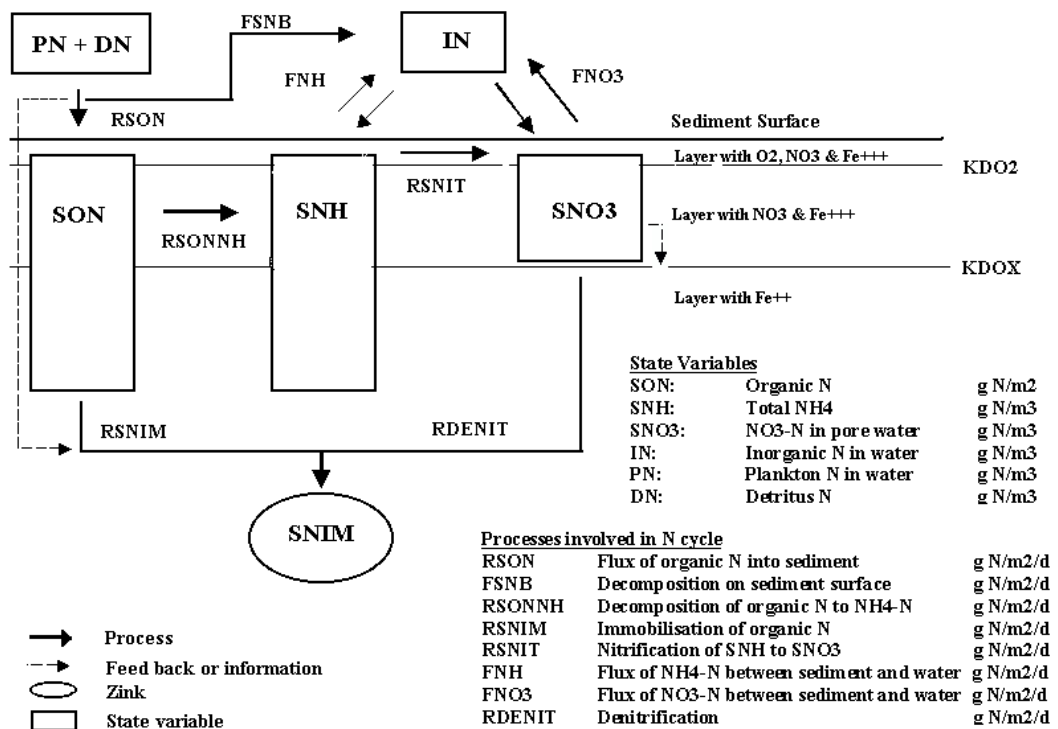 FSNB
PN + DN
IN
FNH
FNO3
RSON
Sediment Surface
Layer with O2, NO3 & Fe+++
KDO2
RSNIT
SON
SNH
SNO3
Layer with NO3 & Fe+++
RSONNH
KDOX
Layer with Fe++
State Variables
SON: Organic N g N/m2
SNH: Total NH4 g N/m3
SNO3: NO3-N in pore water g N/m3
IN: Inorganic N in water g N/m3
PN: Plankton N in water g N/m3
DN: Detritus N g N/m3
RSNIM
RDENIT
SNIM
Processes involved in N cycle
RSON Flux of organic N into sediment g N/m2/d
FSNB Decomposition on sediment surface g N/m2/d
RSONNH Decomposition of organic N to NH4-N g N/m2/d
RSNIM Immobilisation of organic N g N/m2/d
RSNIT Nitrification of SNH to SNO3 g N/m2/d
FNH Flux of NH4-N between sediment and water g N/m2/d
FNO3 Flux of NO3-N between sediment and water g N/m2/d
RDENIT Denitrification g N/m2/d
Process
Feed back or information
Zink
State variable